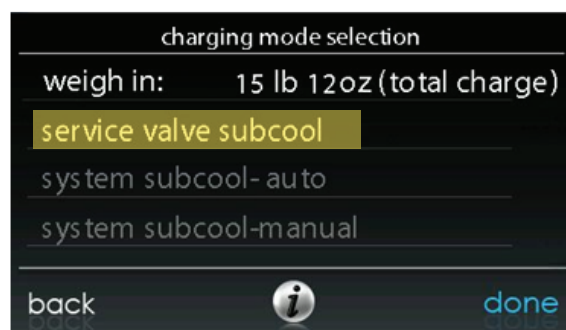 charging mode selection
weigh in: 15 lb 12oz (total charge)
service valve subcool
system subcool- auto
system subcool-manual
back i done